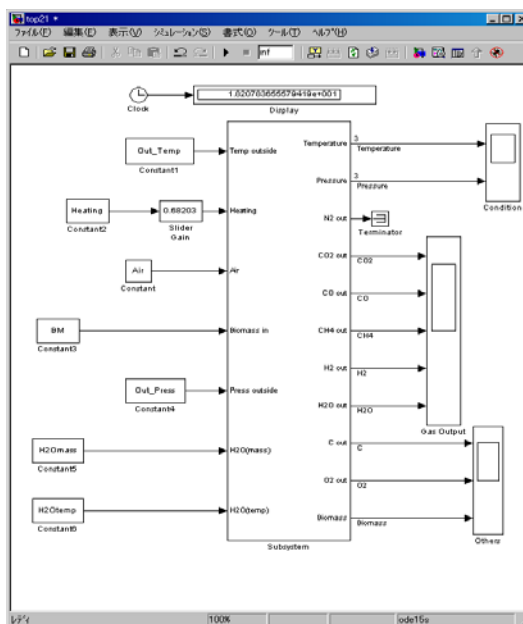 top21 *
ファイル(F) 編集(E) 表示(V) シミュレーション(S) 書式(O) ツール(T) ヘルプ(H)
inf
Clock
1.820783655579419e+001
Display
Out_Temp
Constant1
Temp outside
Temperature
3
Temperature
Heating
Constant2
0.68203
Slider
Gain
Heating
Pressure
3
Pressure
Condition
Air
Constant
Air
N2 out
Terminator
CO2 out
CO2
BM
Constant3
Biomass in
CO out
CO
CH4 out
CH4
Out_Press
Constant4
Press outside
H2 out
H2
H2O out
H2O
Gas Output
H2Omass
Constant5
H2O(mass)
C out
C
O2 out
O2
H2Otemp
Constant6
H2O(temp)
Biomass
Biomass
Others
Subsystem
レディ 100% ode15s